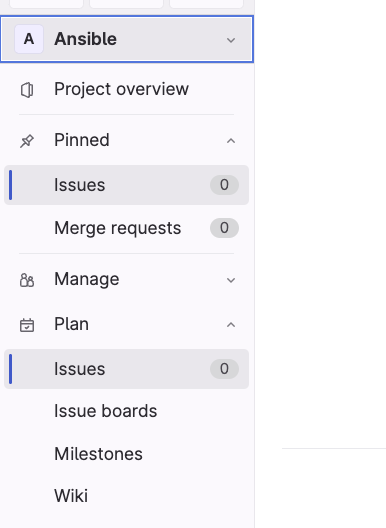 A Ansible
Project overview
Pinned
Issues 0
Merge requests 0
Manage
Plan
Issues 0
Issue boards
Milestones
Wiki